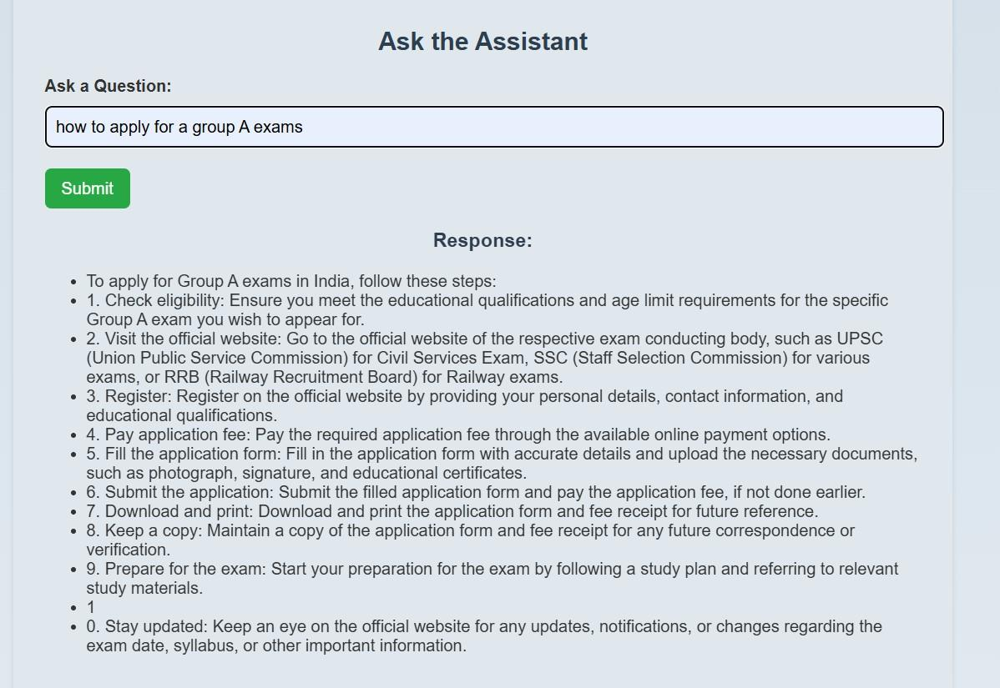 Ask the Assistant
Ask a Question:
how to apply for a group A exams
Submit
Response:
• To apply for Group A exams in India, follow these steps:
• 1. Check eligibility: Ensure you meet the educational qualifications and age limit requirements for the specific
Group A exam you wish to appear for.
• 2. Visit the official website: Go to the official website of the respective exam conducting body, such as UPSC
(Union Public Service Commission) for Civil Services Exam, SSC (Staff Selection Commission) for various
exams, or RRB (Railway Recruitment Board) for Railway exams.
• 3. Register: Register on the official website by providing your personal details, contact information, and
educational qualifications.
• 4. Pay application fee: Pay the required application fee through the available online payment options.
• 5. Fill the application form: Fill in the application form with accurate details and upload the necessary documents,
such as photograph, signature, and educational certificates.
• 6. Submit the application: Submit the filled application form and pay the application fee, if not done earlier.
• 7. Download and print: Download and print the application form and fee receipt for future reference.
• 8. Keep a copy: Maintain a copy of the application form and fee receipt for any future correspondence or
verification.
• 9. Prepare for the exam: Start your preparation for the exam by following a study plan and referring to relevant
study materials.
• 1
• 0. Stay updated: Keep an eye on the official website for any updates, notifications, or changes regarding the
exam date, syllabus, or other important information.